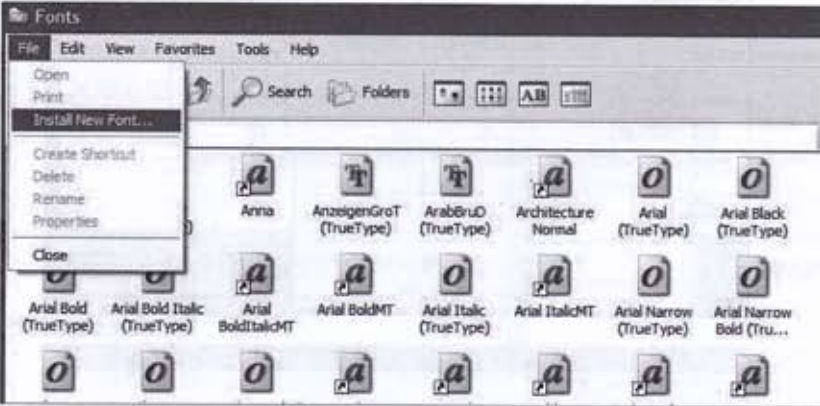 Fonts
File Edit View Favorites Tools Help
Open
Print
Install New Font...
Create Shortcut
Delete
Rename
Properties
Close
Search Folders
Anna
AnzeigenGroT
(TrueType)
ArabBruD
(TrueType)
Architecture
Normal
Arial
(TrueType)
Arial Black
(TrueType)
Arial Bold
(TrueType)
Arial Bold Italic
(TrueType)
Arial
BoldItalicMT
Arial BoldMT
Arial Italic
(TrueType)
Arial ItalicMT
Arial Narrow
(TrueType)
Arial Narrow
Bold (Tru...